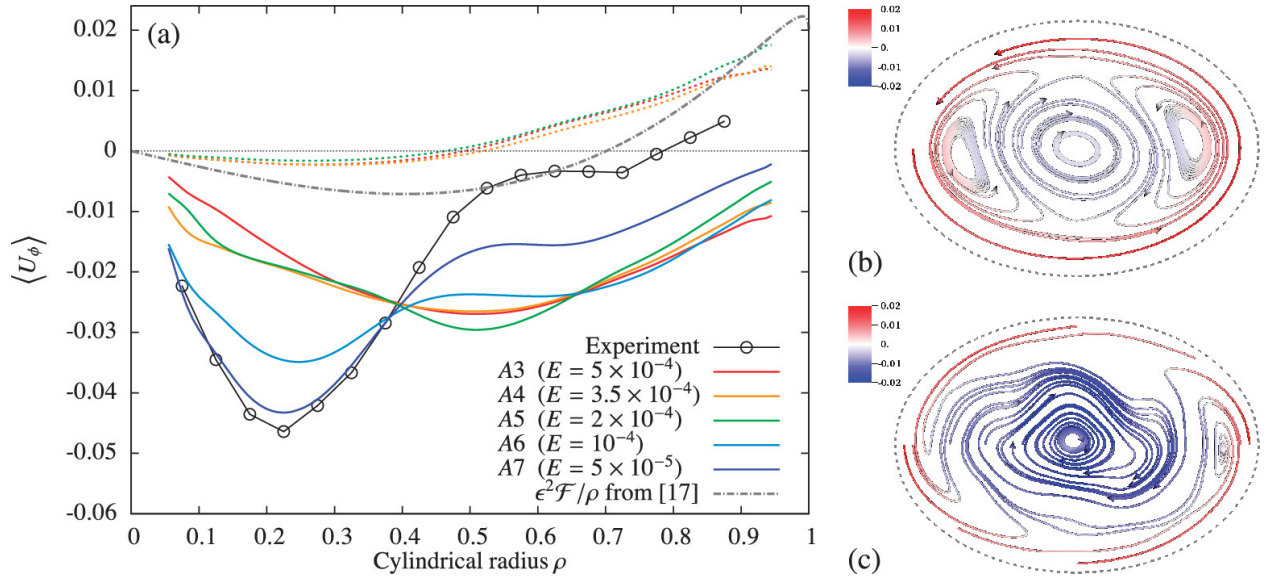 (a)
0.02
0.01
0
-0.01
-0.02
-0.03
-0.04
-0.05
-0.06
⟨U_ϕ⟩
0 0.1 0.2 0.3 0.4 0.5 0.6 0.7 0.8 0.9 1
Cylindrical radius ρ
Experiment
A3 (E = 5 × 10⁻⁴)
A4 (E = 3.5 × 10⁻⁴)
A5 (E = 2 × 10⁻⁴)
A6 (E = 10⁻⁴)
A7 (E = 5 × 10⁻⁵)
ϵ²ℱ/ρ from [17]
0.02
0.01
0.
-0.01
-0.02
(b)
0.02
0.01
0.
-0.01
-0.02
(c)